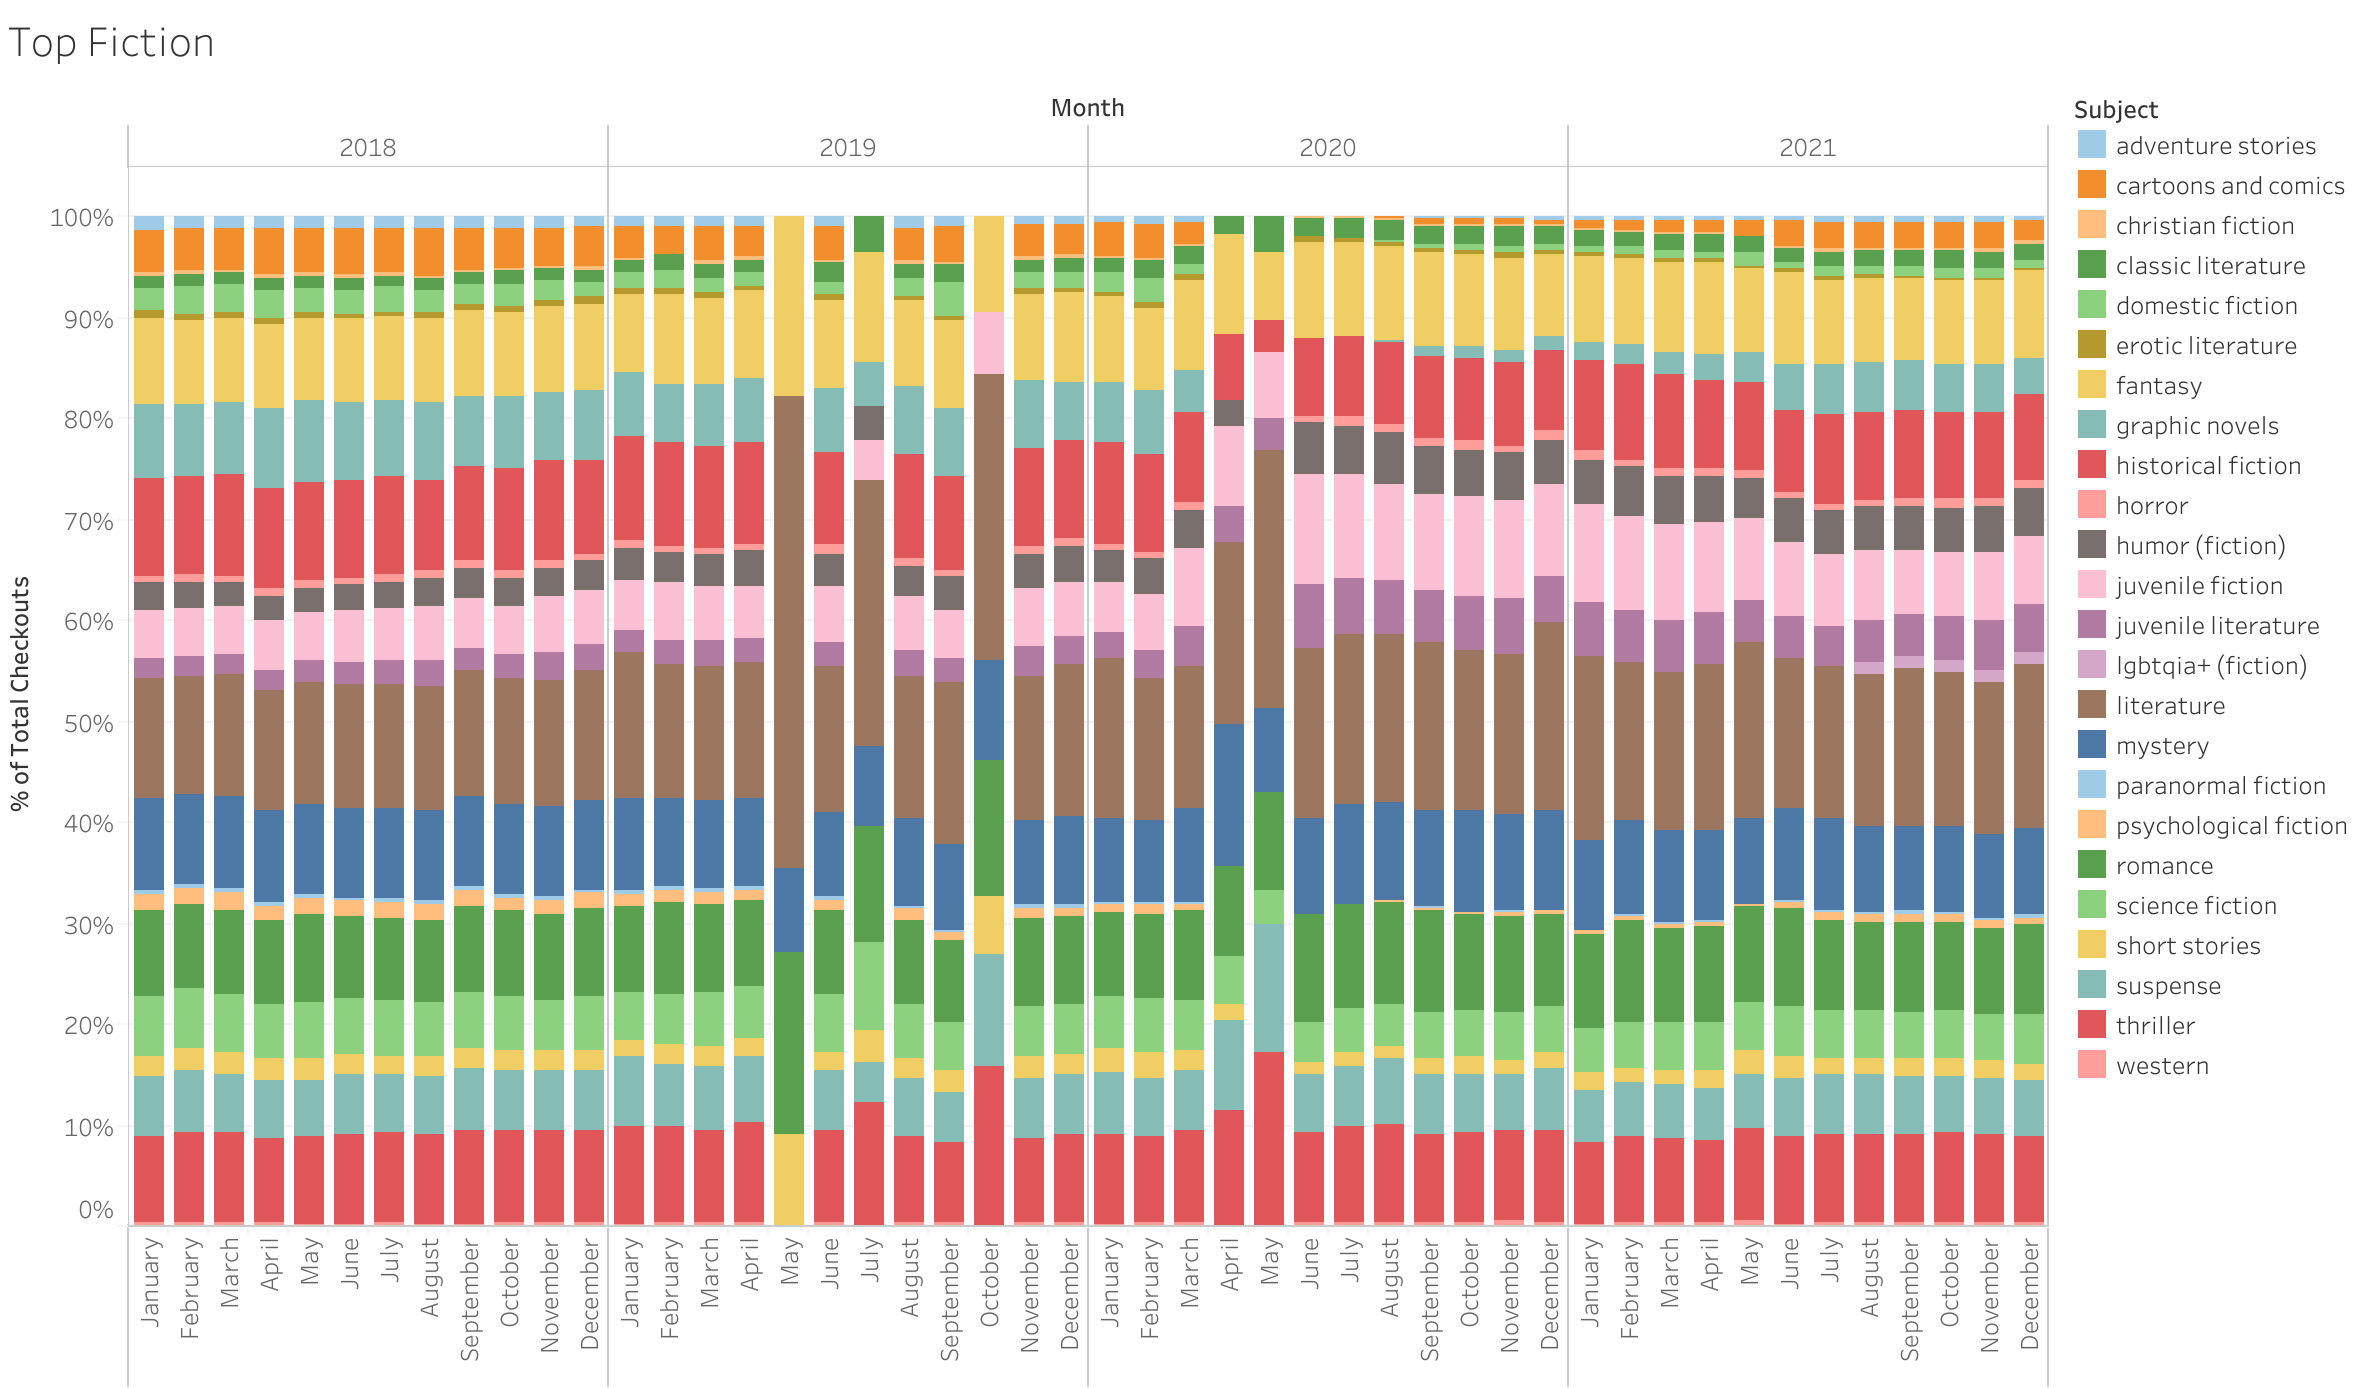 Top Fiction
Month
2018 2019 2020 2021
Subject
adventure stories
cartoons and comics
christian fiction
classic literature
domestic fiction
erotic literature
fantasy
graphic novels
historical fiction
horror
humor (fiction)
juvenile fiction
juvenile literature
lgbtqia+ (fiction)
literature
mystery
paranormal fiction
psychological fiction
romance
science fiction
short stories
suspense
thriller
western
% of Total Checkouts
100%
90%
80%
70%
60%
50%
40%
30%
20%
10%
0%
January February March April May June July August September October November December January February March April May June July August September October November December January February March April May June July August September October November December January February March April May June July August September October November December